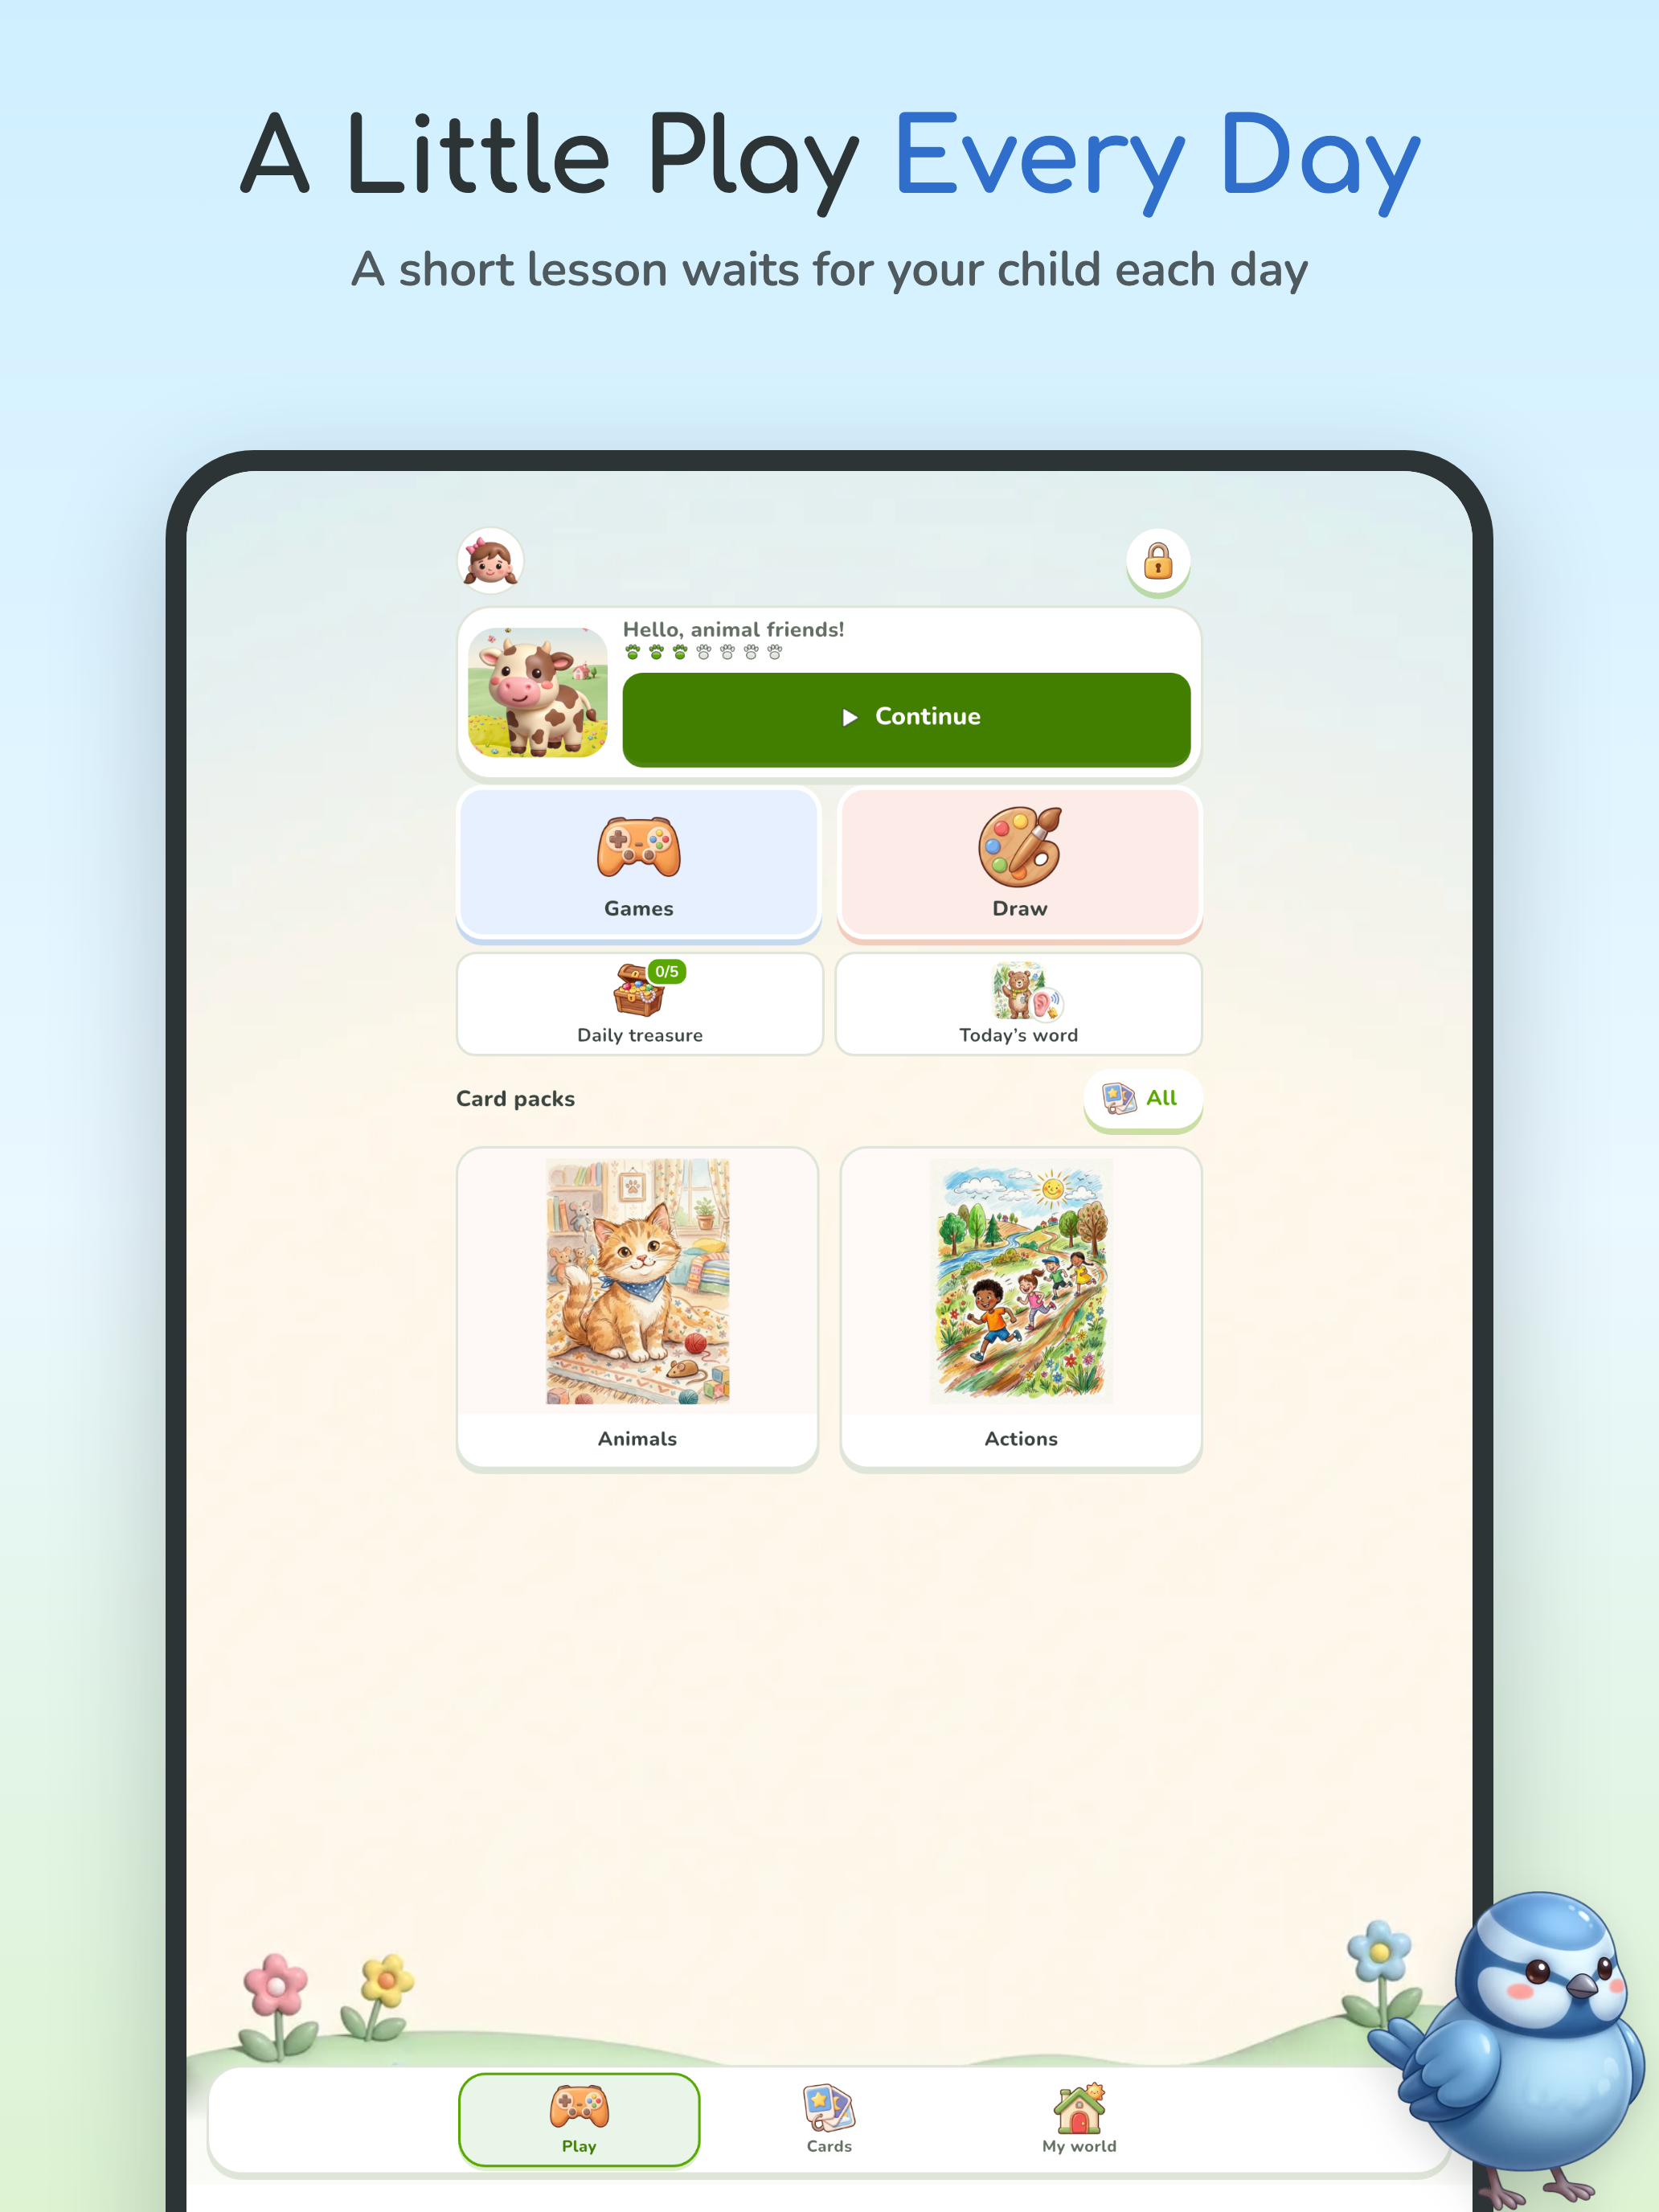 A Little Play Every Day
A short lesson waits for your child each day
Hello, animal friends!
Continue
Games
Draw
0/5
Daily treasure
Today's word
Card packs
All
Animals
Actions
Play
Cards
My world